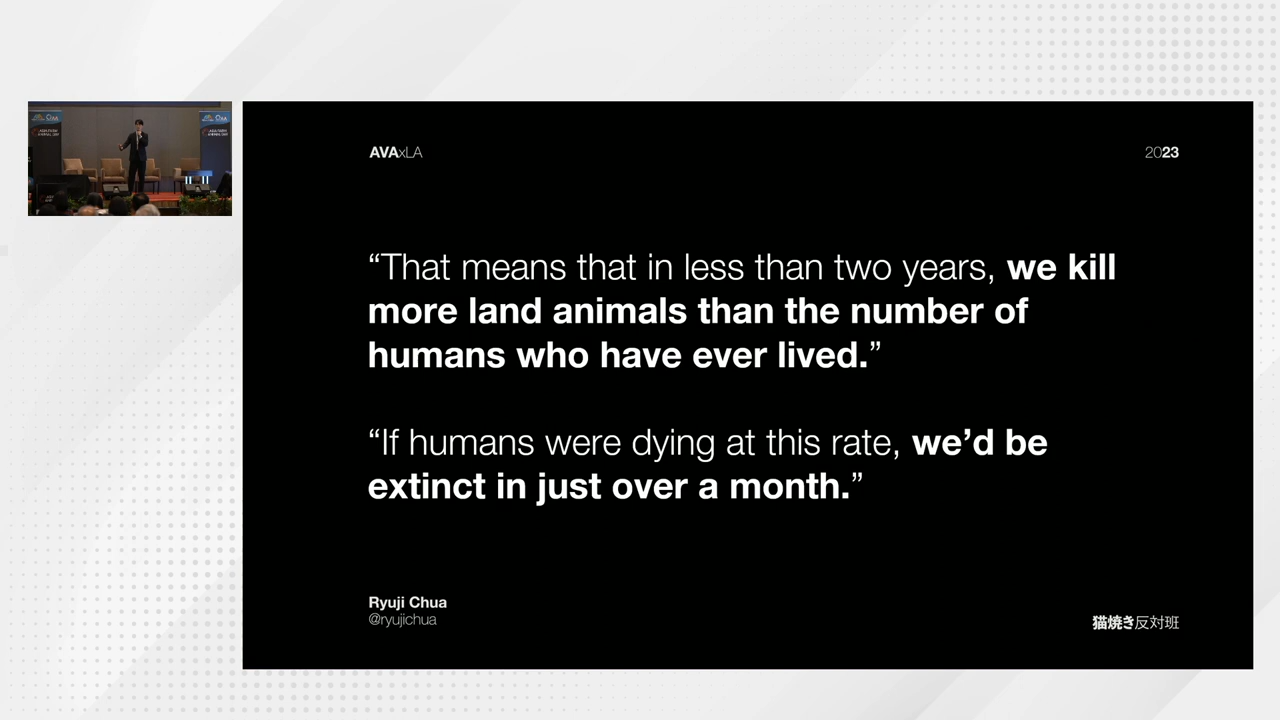 AVAxLA
2023
“That means that in less than two years, we kill
more land animals than the number of
humans who have ever lived.”
“If humans were dying at this rate, we’d be
extinct in just over a month.”
Ryuji Chua
@ryujichua
猫焼き反対班